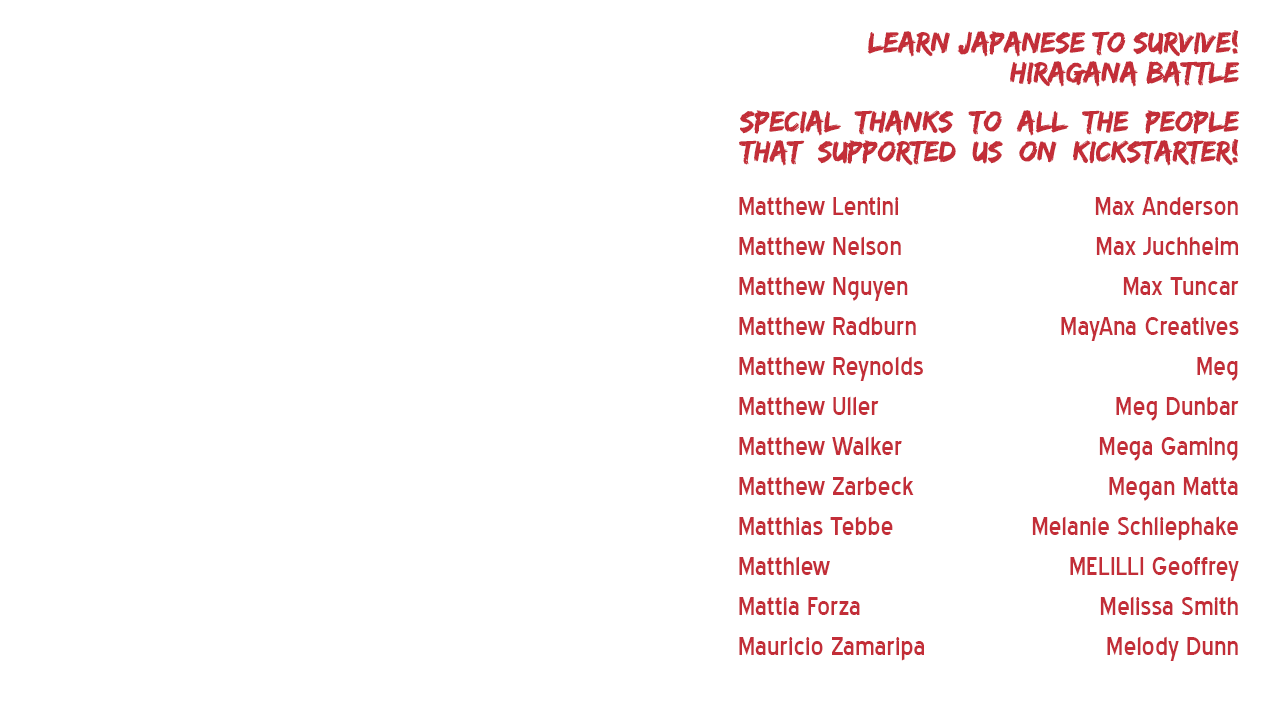 LEARN JAPANESE TO SURVIVE!
HIRAGANA BATTLE
SPECIAL THANKS TO ALL THE PEOPLE
THAT SUPPORTED US ON KICKSTARTER!
Matthew Lentini Max Anderson
Matthew Nelson Max Juchheim
Matthew Nguyen Max Tuncar
Matthew Radburn MayAna Creatives
Matthew Reynolds Meg
Matthew Uller Meg Dunbar
Matthew Walker Mega Gaming
Matthew Zarbeck Megan Matta
Matthias Tebbe Melanie Schliephake
Matthiew MELILLI Geoffrey
Mattia Forza Melissa Smith
Mauricio Zamaripa Melody Dunn